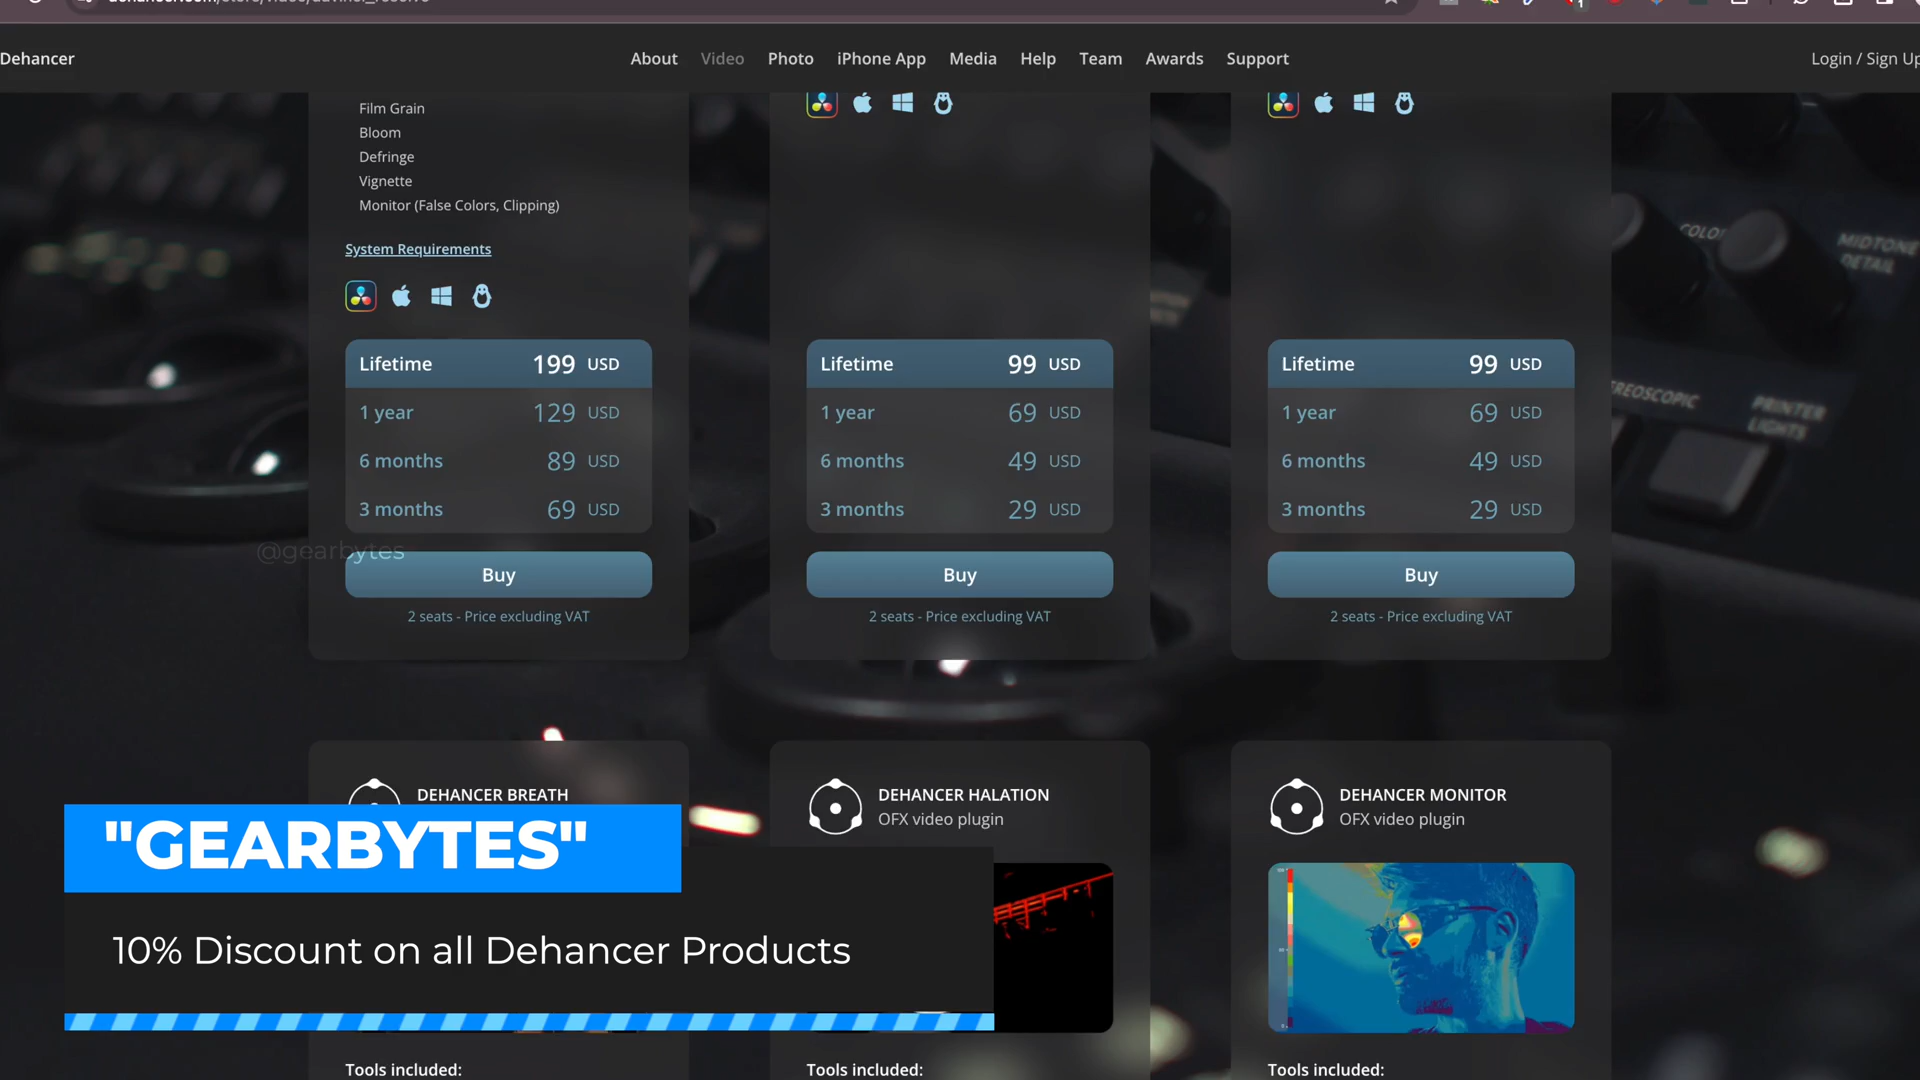 Dehancer
About
Video
Photo
iPhone App
Media
Help
Team
Awards
Support
Login / Sign Up
Film Grain
Bloom
Defringe
Vignette
Monitor (False Colors, Clipping)
System Requirements
Lifetime 199 USD
1 year 129 USD
6 months 89 USD
3 months 69 USD
Buy
2 seats - Price excluding VAT
Lifetime 99 USD
1 year 69 USD
6 months 49 USD
3 months 29 USD
Buy
2 seats - Price excluding VAT
Lifetime 99 USD
1 year 69 USD
6 months 49 USD
3 months 29 USD
Buy
2 seats - Price excluding VAT
@gearbytes
MIDTONE
DETAIL
PRINTER
LIGHTS
DEHANCER BREATH
DEHANCER HALATION
OFX video plugin
DEHANCER MONITOR
OFX video plugin
"GEARBYTES"
10% Discount on all Dehancer Products
Tools included:
Tools included:
Tools included: